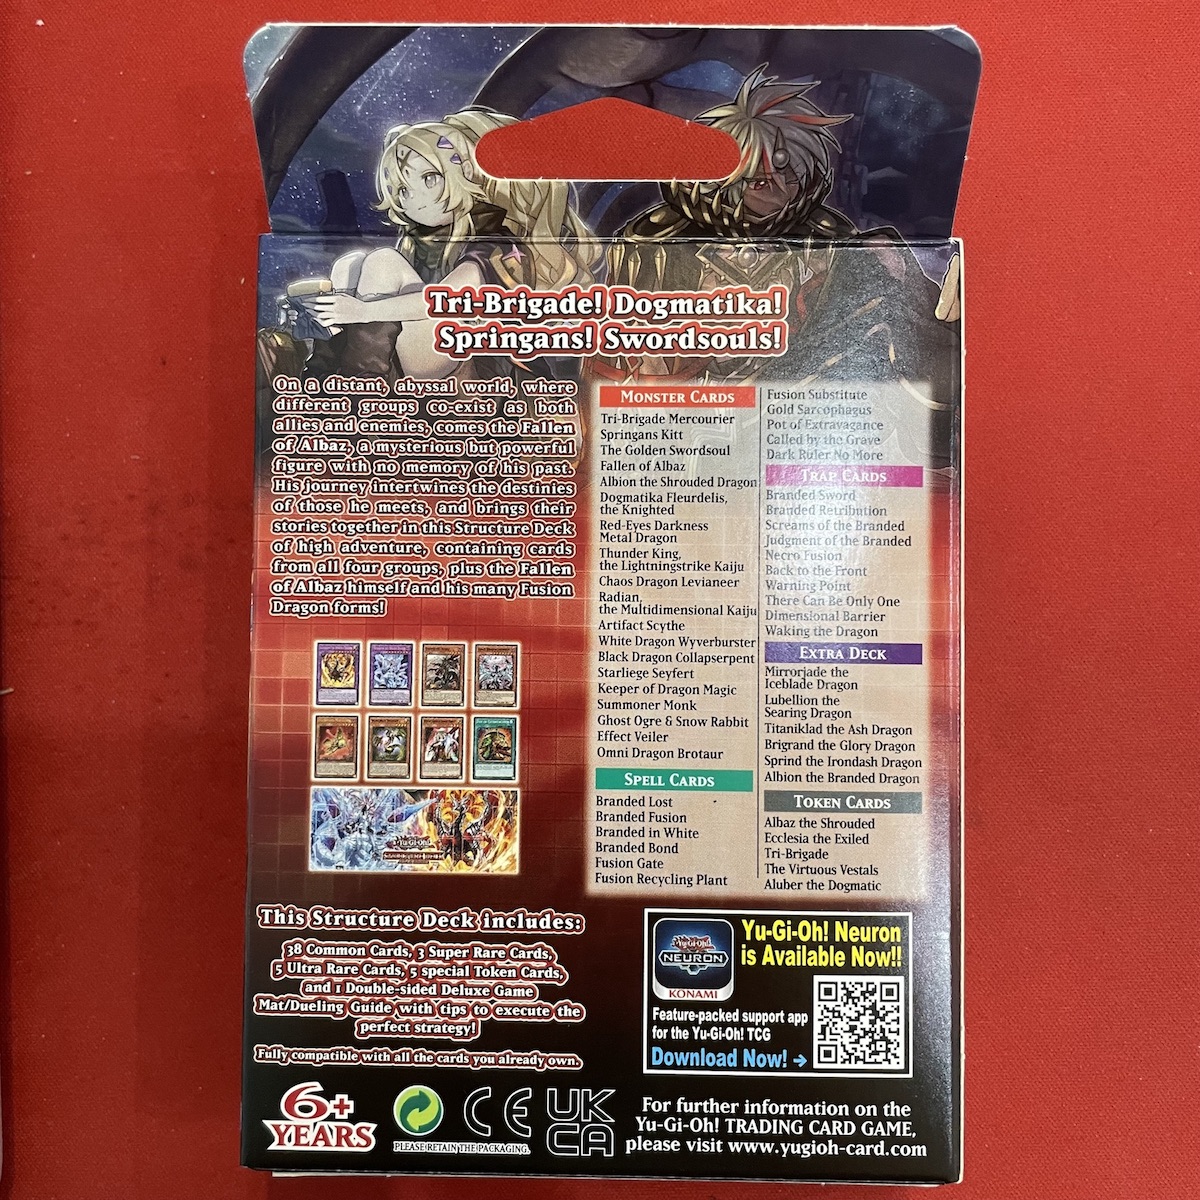 Tri-Brigade! Dogmatika!
Springans! Swordsouls!
On a distant, abyssal world, where
different groups co-exist as both
allies and enemies, comes the Fallen
of Albaz, a mysterious but powerful
figure with no memory of his past.
His journey intertwines the destinies
of those he meets, and brings their
stories together in this Structure Deck
of high adventure, containing cards
from all four groups, plus the Fallen
of Albaz himself and his many Fusion
Dragon forms!
MONSTER CARDS
Tri-Brigade Mercourier
Springans Kitt
The Golden Swordsoul
Fallen of Albaz
Albion the Shrouded Dragon
Dogmatika Fleurdelis,
the Knighted
Red-Eyes Darkness
Metal Dragon
Thunder King,
the Lightningstrike Kaiju
Chaos Dragon Levianeer
Radian,
the Multidimensional Kaiju
Artifact Scythe
White Dragon Wyverburster
Black Dragon Collapserpent
Starliege Seyfert
Keeper of Dragon Magic
Summoner Monk
Ghost Ogre & Snow Rabbit
Effect Veiler
Omni Dragon Brotaur
SPELL CARDS
Branded Lost
Branded Fusion
Branded in White
Branded Bond
Fusion Gate
Fusion Recycling Plant
Fusion Substitute
Gold Sarcophagus
Pot of Extravagance
Called by the Grave
Dark Ruler No More
TRAP CARDS
Branded Sword
Branded Retribution
Screams of the Branded
Judgment of the Branded
Necro Fusion
Back to the Front
Warning Point
There Can Be Only One
Dimensional Barrier
Waking the Dragon
EXTRA DECK
Mirrorjade the
Iceblade Dragon
Lubellion the
Searing Dragon
Titaniklad the Ash Dragon
Brigrand the Glory Dragon
Sprind the Irondash Dragon
Albion the Branded Dragon
TOKEN CARDS
Albaz the Shrouded
Ecclesia the Exiled
Tri-Brigade
The Virtuous Vestals
Aluber the Dogmatic
Yu-Gi-Oh!
This Structure Deck includes:
38 Common Cards, 3 Super Rare Cards,
5 Ultra Rare Cards, 5 special Token Cards,
and 1 Double-sided Deluxe Game
Mat/Dueling Guide with tips to execute the
perfect strategy!
Fully compatible with all the cards you already own.
Yu-Gi-Oh!
NEURON
KONAMI
Yu-Gi-Oh! Neuron
is Available Now!!
Feature-packed support app
for the Yu-Gi-Oh! TCG
Download Now! →
6+
YEARS
PLEASE RETAIN THE PACKAGING.
CE
UK
CA
For further information on the
Yu-Gi-Oh! TRADING CARD GAME,
please visit www.yugioh-card.com